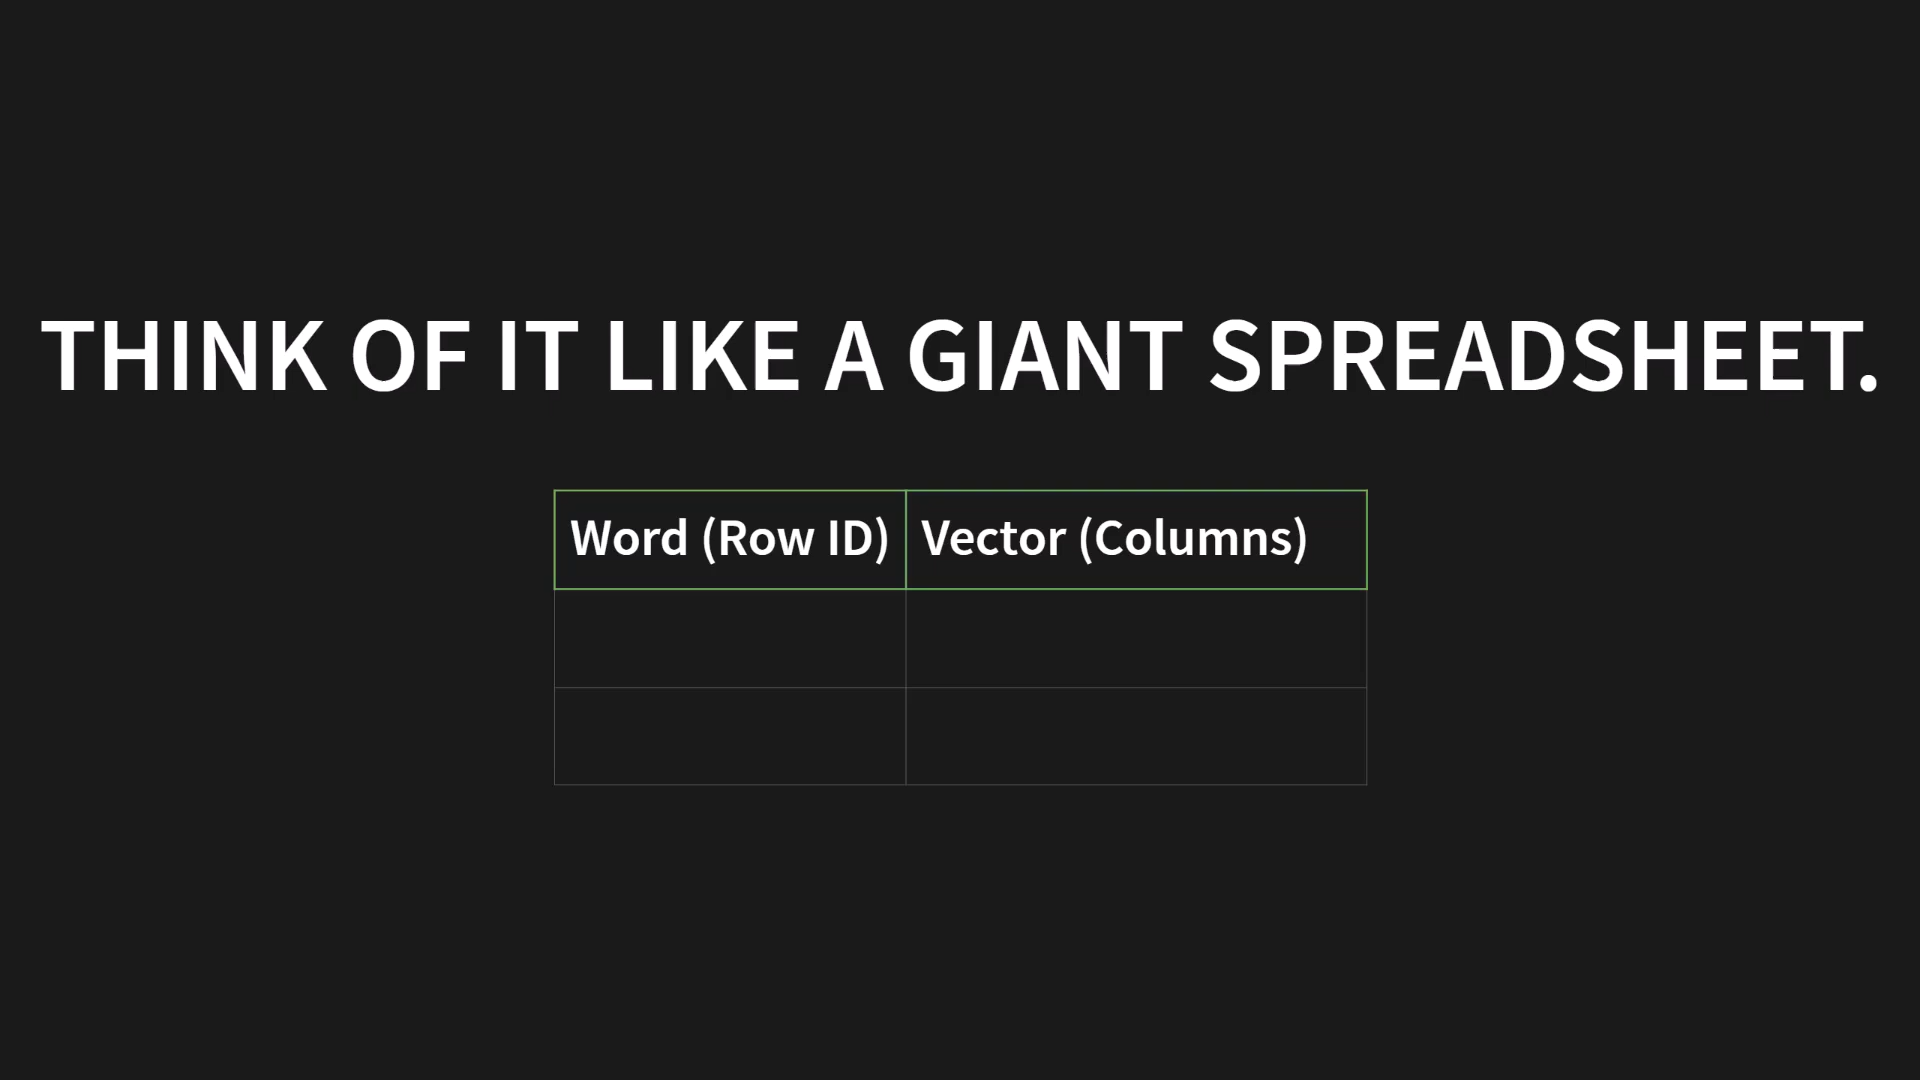 THINK OF IT LIKE A GIANT SPREADSHEET.
Word (Row ID) Vector (Columns)